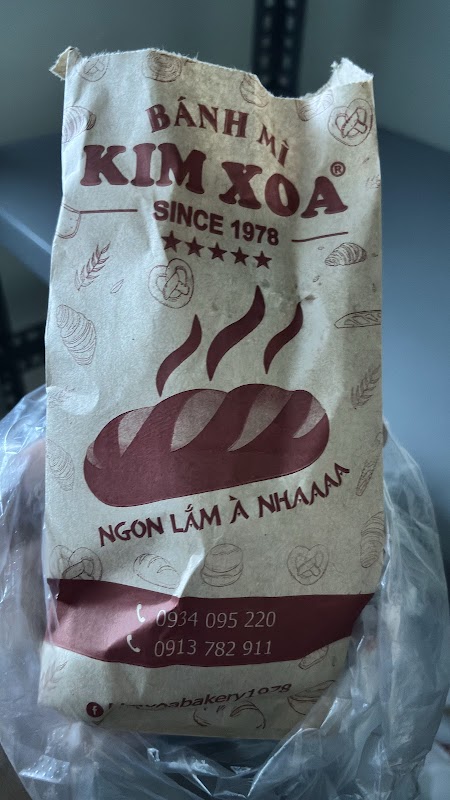 BÁNH MÌ
KIM XOA®
SINCE 1978
NGON LẮM À NHAAAA
0934 095 220
0913 782 911